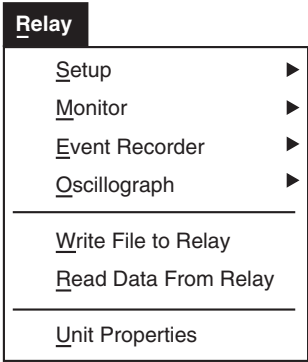 Relay
Setup
Monitor
Event Recorder
Oscillograph
Write File to Relay
Read Data From Relay
Unit Properties